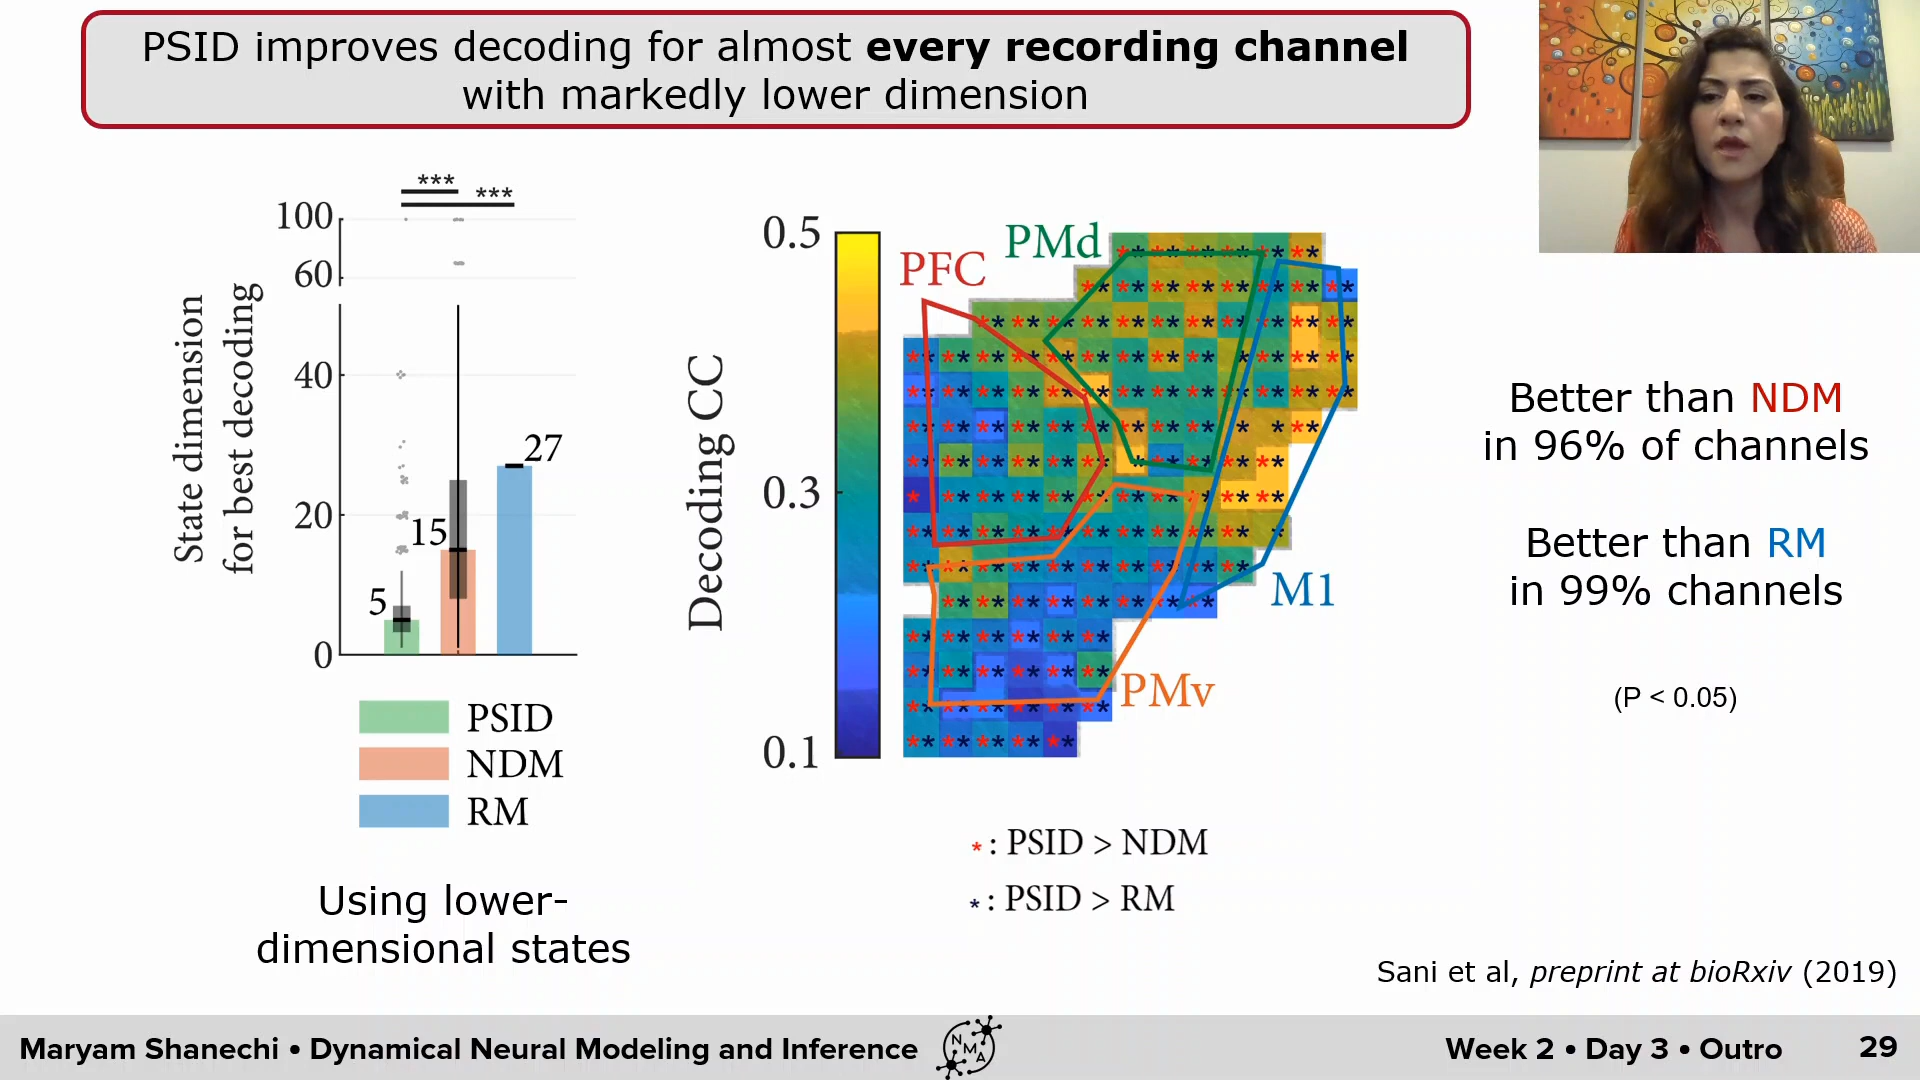 PSID improves decoding for almost every recording channel
with markedly lower dimension
***
***
100
60
40
20
0
State dimension
for best decoding
5
15
27
PSID
NDM
RM
Using lower-
dimensional states
Decoding CC
0.5
0.3
0.1
PFC
PMd
M1
PMv
* : PSID > NDM
* : PSID > RM
Better than NDM
in 96% of channels
Better than RM
in 99% channels
(P < 0.05)
Sani et al, preprint at bioRxiv (2019)
Maryam Shanechi • Dynamical Neural Modeling and Inference
NMA
Week 2 • Day 3 • Outro
29